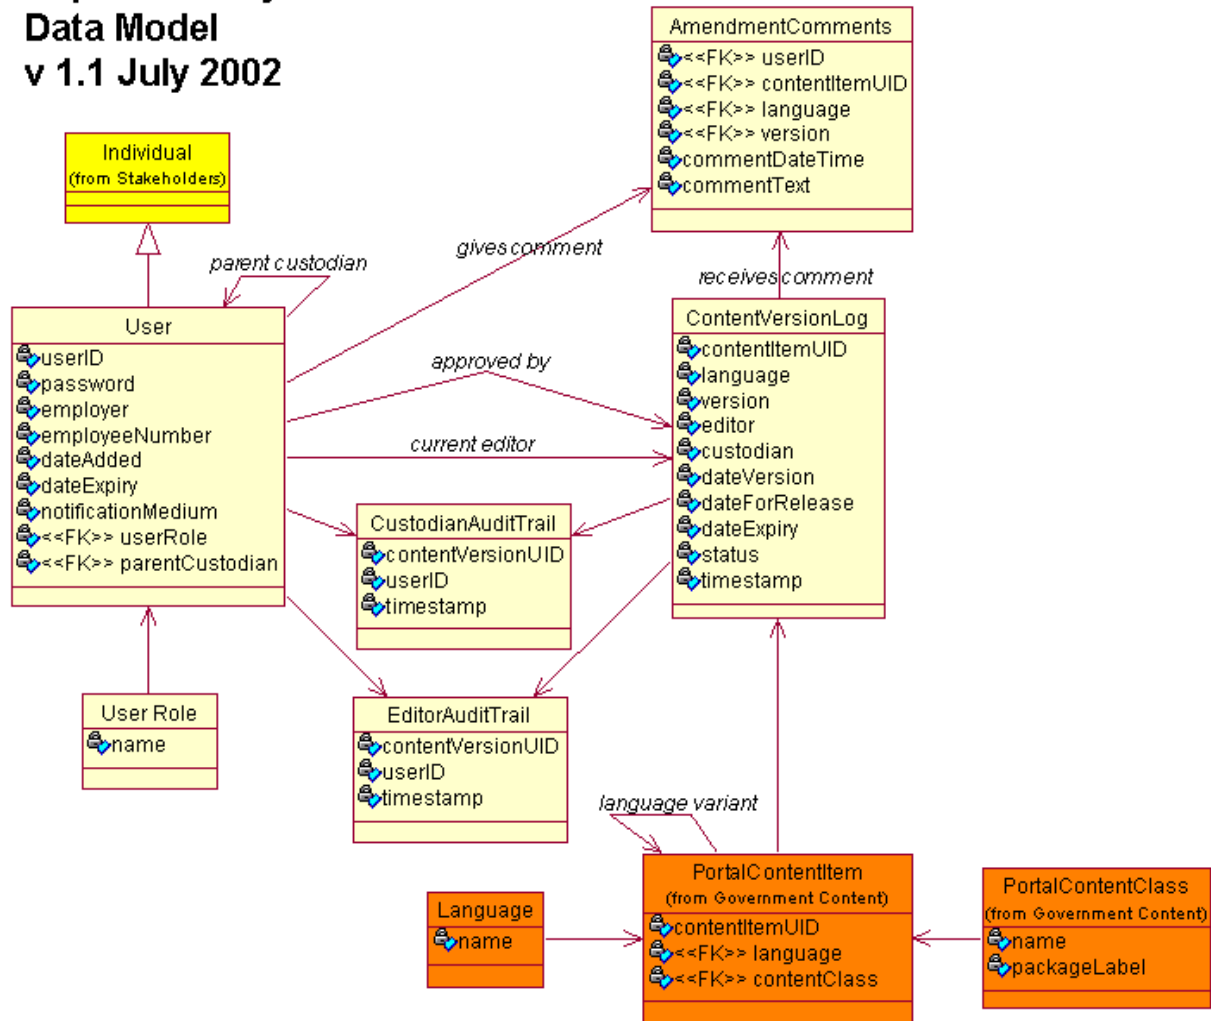 Data Model
v 1.1 July 2002
AmendmentComments
<<FK>> userID
<<FK>> contentItemUID
<<FK>> language
<<FK>> version
commentDateTime
commentText
Individual
(from Stakeholders)
parent custodian
gives comment
receives comment
User
userID
password
employer
employeeNumber
dateAdded
dateExpiry
notificationMedium
<<FK>> userRole
<<FK>> parentCustodian
approved by
current editor
ContentVersionLog
contentItemUID
language
version
editor
custodian
dateVersion
dateForRelease
dateExpiry
status
timestamp
CustodianAuditTrail
contentVersionUID
userID
timestamp
User Role
name
EditorAuditTrail
contentVersionUID
userID
timestamp
language variant
Language
name
PortalContentItem
(from Government Content)
contentItemUID
<<FK>> language
<<FK>> contentClass
PortalContentClass
(from Government Content)
name
packageLabel